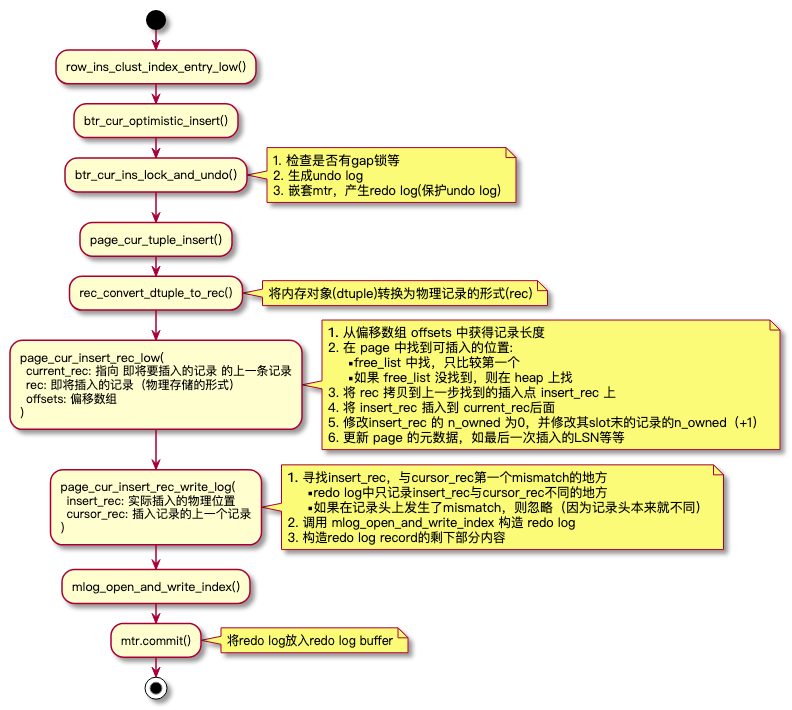 row_ins_clust_index_entry_low()
btr_cur_optimistic_insert()
btr_cur_ins_lock_and_undo()
1. 检查是否有gap锁等
2. 生成undo log
3. 嵌套mtr，产生redo log(保护undo log)
page_cur_tuple_insert()
rec_convert_dtuple_to_rec()
将内存对象(dtuple)转换为物理记录的形式(rec)
page_cur_insert_rec_low(
current_rec: 指向 即将要插入的记录 的上一条记录
rec: 即将插入的记录（物理存储的形式）
offsets: 偏移数组
)
1. 从偏移数组 offsets 中获得记录长度
2. 在 page 中找到可插入的位置:
▪free_list 中找，只比较第一个
▪如果 free_list 没找到，则在 heap 上找
3. 将 rec 拷贝到上一步找到的插入点 insert_rec 上
4. 将 insert_rec 插入到 current_rec后面
5. 修改insert_rec 的 n_owned 为0，并修改其slot末的记录的n_owned（+1）
6. 更新 page 的元数据，如最后一次插入的LSN等等
page_cur_insert_rec_write_log(
insert_rec: 实际插入的物理位置
cursor_rec: 插入记录的上一个记录
)
1. 寻找insert_rec，与cursor_rec第一个mismatch的地方
▪redo log中只记录insert_rec与cursor_rec不同的地方
▪如果在记录头上发生了mismatch，则忽略（因为记录头本来就不同）
2. 调用 mlog_open_and_write_index 构造 redo log
3. 构造redo log record的剩下部分内容
mlog_open_and_write_index()
mtr.commit()
将redo log放入redo log buffer